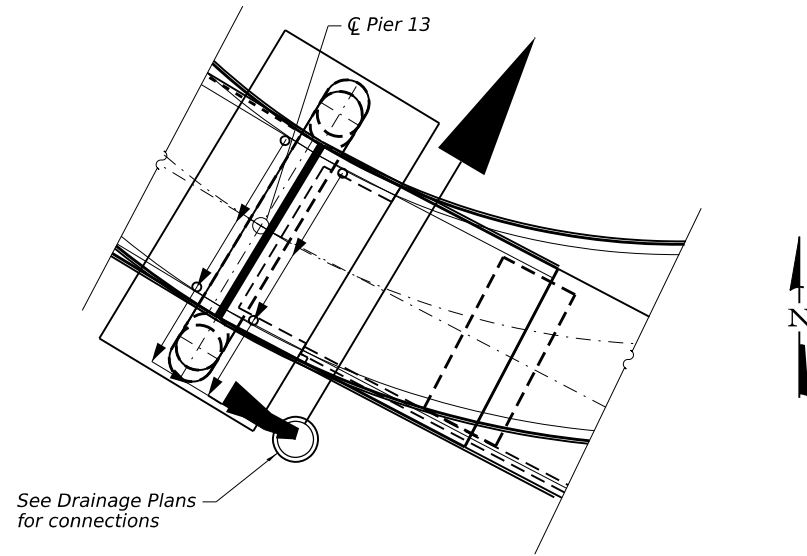 ℄ Pier 13
N
See Drainage Plans
for connections